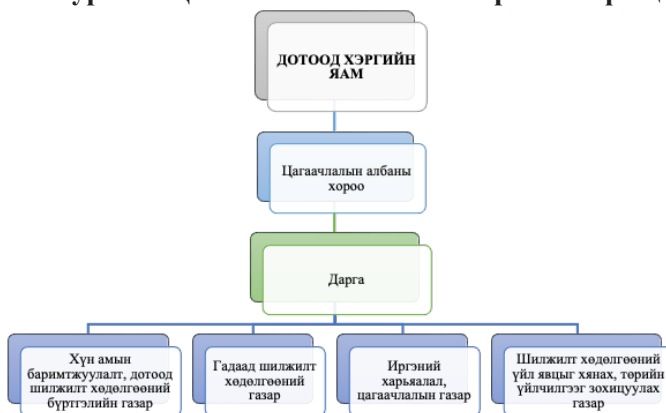 ДОТООД ХЭРГИЙН
ЯАМ
Цагаачлалын албаны
хороо
Дарга
Хүн амын
баримтжуулалт, дотоод
шилжилт хөдөлгөөний
бүртгэлийн газар
Гадаад шилжилт
хөдөлгөөний
газар
Иргэний
харьяалал,
цагаачлалын газар
Шилжилт хөдөлгөөний
үйл явцыг хянах, төрийн
үйлчилгээг зохицуулах
газар